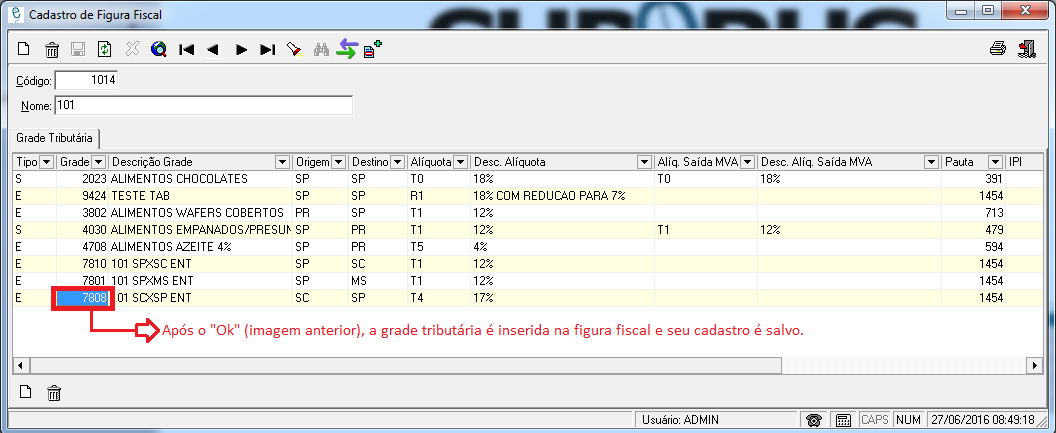 Cadastro de Figura Fiscal
Código: 1014
Nome: 101
Grade Tributária
Tipo Grade Descrição Grade Origem Destino Alíquota Desc. Alíquota Alíq. Saída MVA Desc. Alíq. Saída MVA Pauta IPI
S 2023 ALIMENTOS CHOCOLATES SP SP T0 18% T0 18% 391
E 9424 TESTE TAB SP SP R1 18% COM REDUCAO PARA 7% 1454
E 3802 ALIMENTOS WAFERS COBERTOS PR SP T1 12% 713
S 4030 ALIMENTOS EMPANADOS/PRESUN SP PR T1 12% T1 12% 479
E 4708 ALIMENTOS AZEITE 4% SP PR T5 4% 594
E 7810 101 SPXSC ENT SP SC T1 12% 1454
E 7801 101 SPXMS ENT SP MS T1 12% 1454
E 7808 01 SCXSP ENT SC SP T4 17% 1454
Após o "Ok" (imagem anterior), a grade tributária é inserida na figura fiscal e seu cadastro é salvo.
Usuário: ADMIN CAPS NUM 27/06/2016 08:49:18